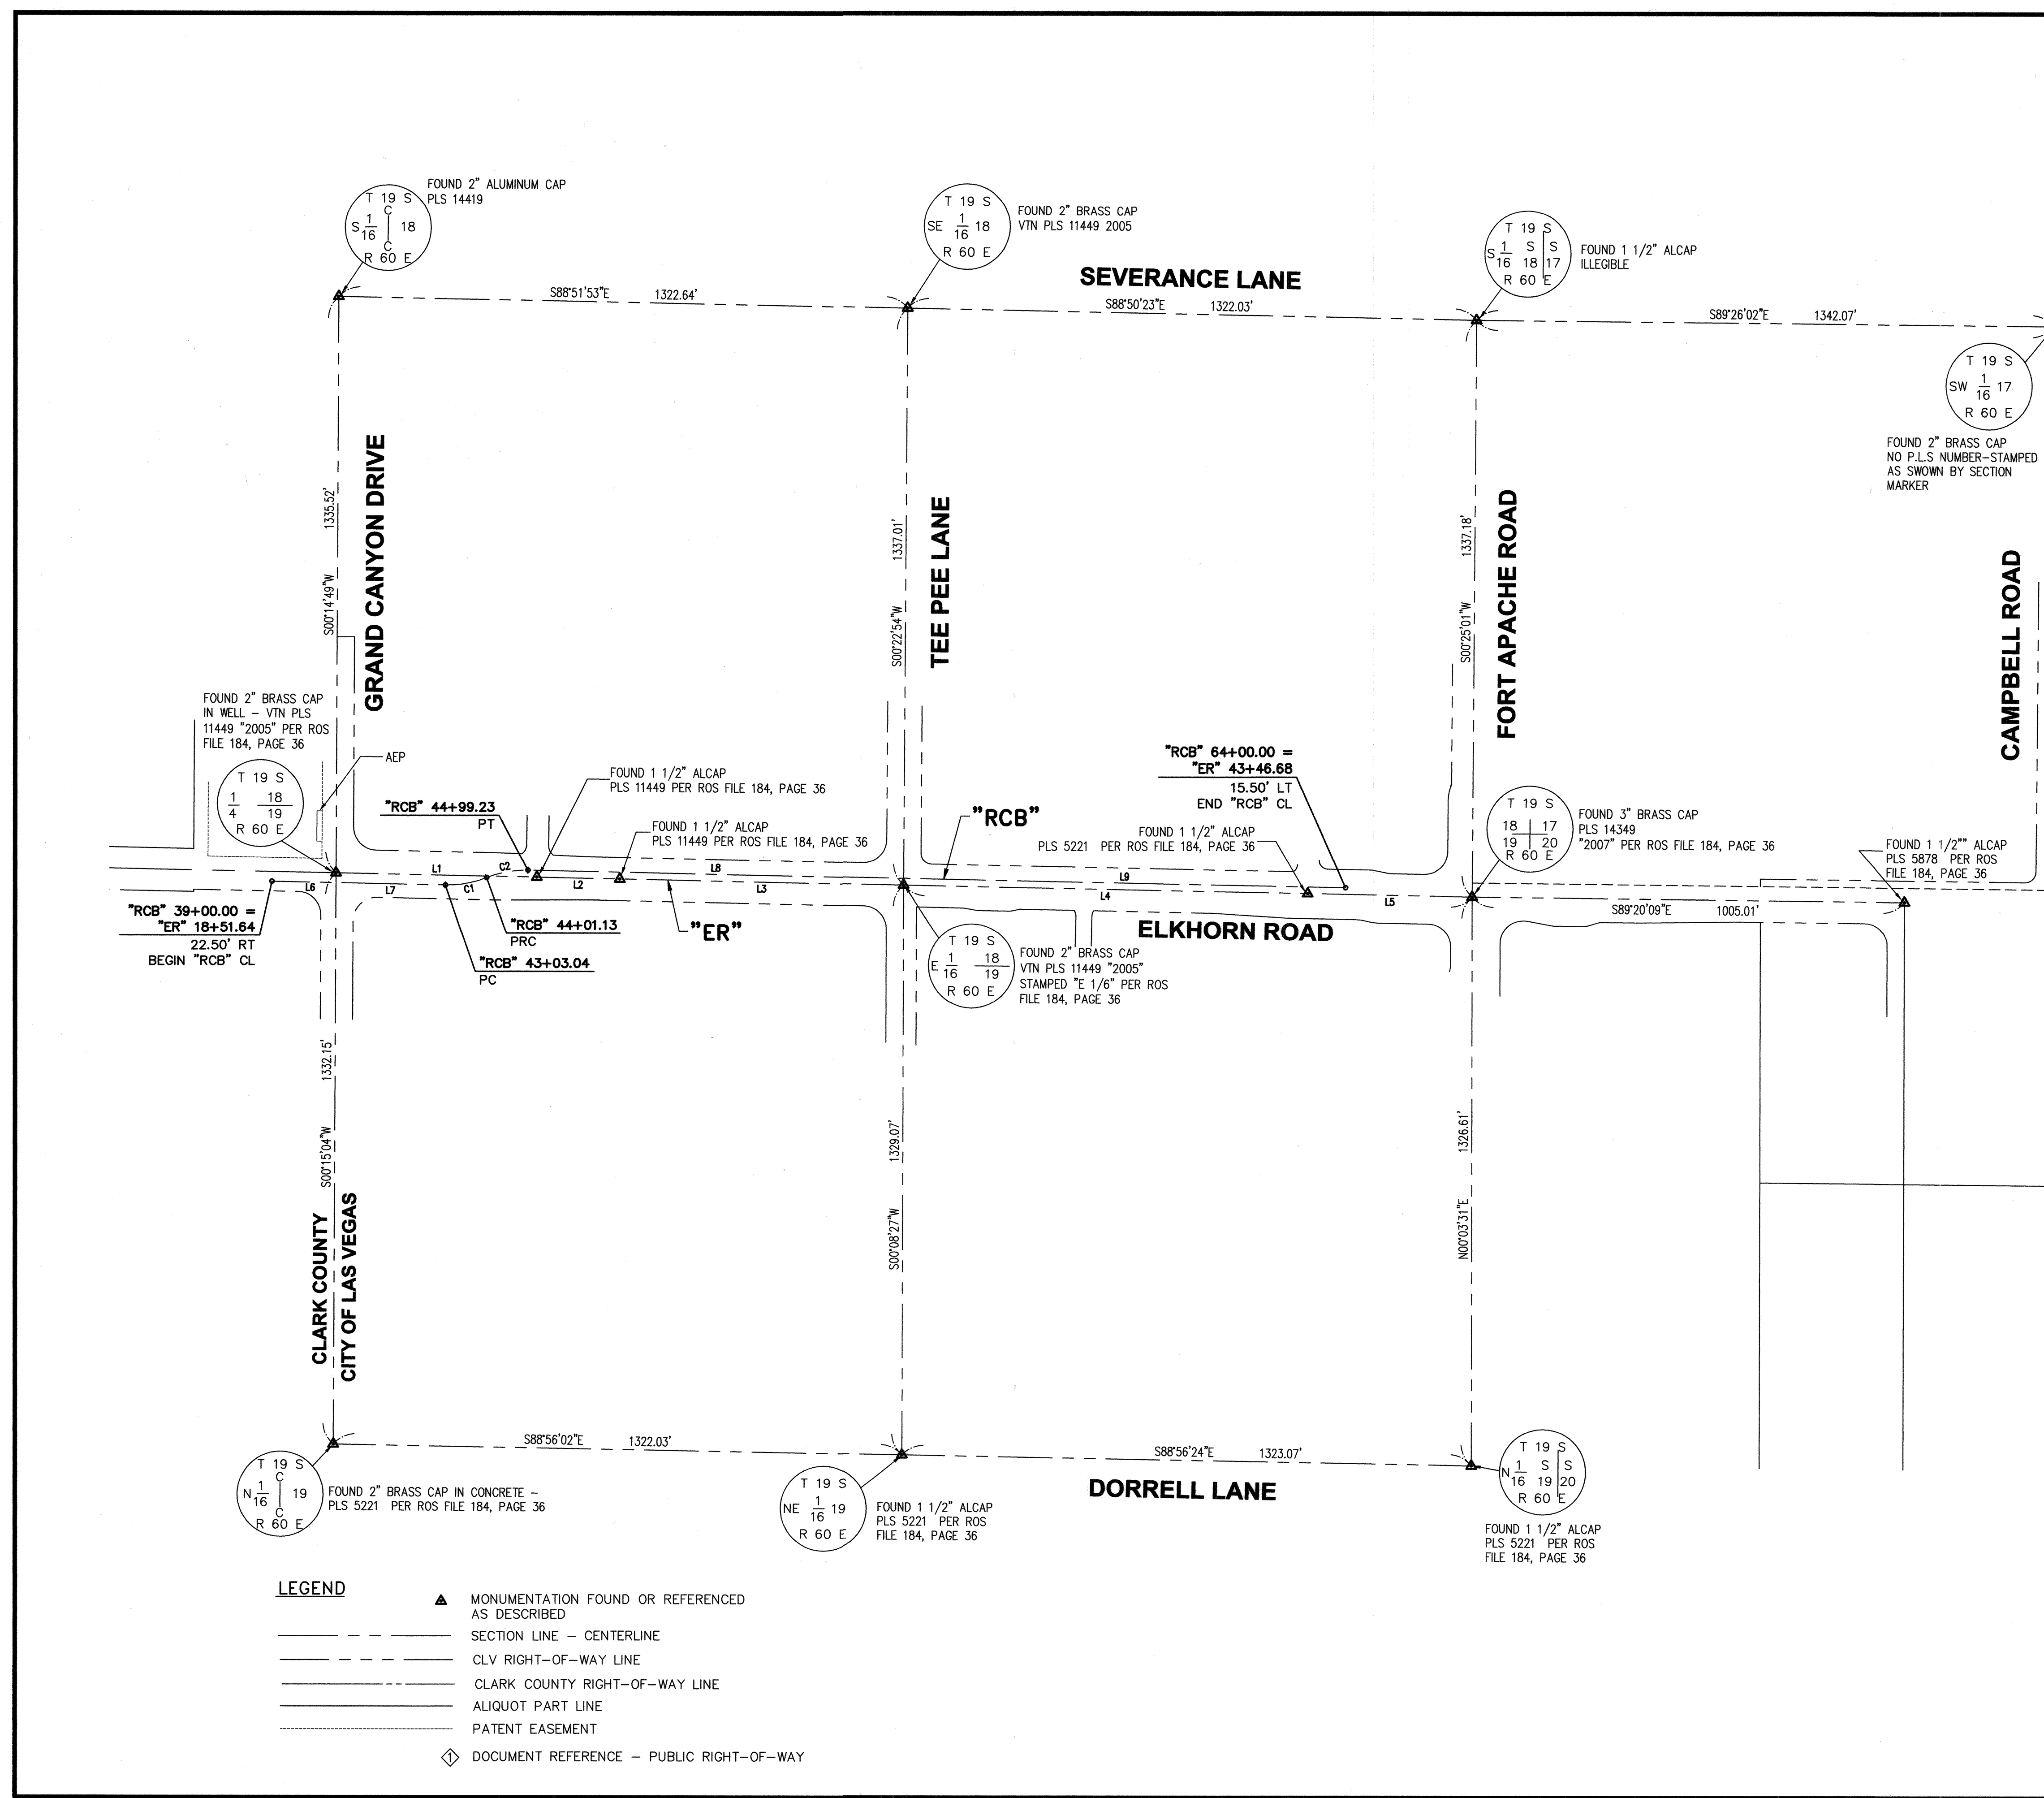 T 19 S
C
S 1/16 18
C
R 60 E
FOUND 2" ALUMINUM CAP
PLS 14419
T 19 S
SE 1/16 18
R 60 E
FOUND 2" BRASS CAP
VTN PLS 11449 2005
SEVERANCE LANE
T 19 S
S 1/16 S S
18 17
R 60 E
FOUND 1 1/2" ALCAP
ILLEGIBLE
S88°51'53"E 1322.64'
S88°50'23"E 1322.03'
S89°26'02"E 1342.07'
T 19 S
SW 1/16 17
R 60 E
FOUND 2" BRASS CAP
NO P.L.S NUMBER-STAMPED
AS SWOWN BY SECTION
MARKER
S00°14'49"W 1335.52'
GRAND CANYON DRIVE
S00°22'54"W 1337.01'
TEE PEE LANE
S00°25'01"W 1337.18'
FORT APACHE ROAD
CAMPBELL ROAD
FOUND 2" BRASS CAP
IN WELL - VTN PLS
11449 "2005" PER ROS
FILE 184, PAGE 36
T 19 S
1/4 18/19
R 60 E
AEP
"RCB" 44+99.23
PT
FOUND 1 1/2" ALCAP
PLS 11449 PER ROS FILE 184, PAGE 36
FOUND 1 1/2" ALCAP
PLS 11449 PER ROS FILE 184, PAGE 36
"RCB"
"RCB" 64+00.00 =
"ER" 43+46.68
15.50' LT
END "RCB" CL
FOUND 1 1/2" ALCAP
PLS 5221 PER ROS FILE 184, PAGE 36
T 19 S
18 17
19 20
R 60 E
FOUND 3" BRASS CAP
PLS 14349
"2007" PER ROS FILE 184, PAGE 36
FOUND 1 1/2"" ALCAP
PLS 5878 PER ROS
FILE 184, PAGE 36
L1
C2
L8
L9
L6
L7
C1
L2
L3
L4
L5
S89°20'09"E 1005.01'
"RCB" 39+00.00 =
"ER" 18+51.64
22.50' RT
BEGIN "RCB" CL
"RCB" 44+01.13
PRC
"RCB" 43+03.04
PC
"ER"
ELKHORN ROAD
T 19 S
E 1/16 18/19
R 60 E
FOUND 2" BRASS CAP
VTN PLS 11449 "2005"
STAMPED "E 1/6" PER ROS
FILE 184, PAGE 36
S00°15'04"W 1332.15'
CLARK COUNTY
CITY OF LAS VEGAS
S00°08'27"W 1329.07'
N00°03'31"E 1326.61'
S88°56'02"E 1322.03'
S88°56'24"E 1323.07'
DORRELL LANE
T 19 S
C
N 1/16 19
C
R 60 E
FOUND 2" BRASS CAP IN CONCRETE -
PLS 5221 PER ROS FILE 184, PAGE 36
T 19 S
NE 1/16 19
R 60 E
FOUND 1 1/2" ALCAP
PLS 5221 PER ROS
FILE 184, PAGE 36
T 19 S
N 1/16 S S
19 20
R 60 E
FOUND 1 1/2" ALCAP
PLS 5221 PER ROS
FILE 184, PAGE 36
LEGEND
MONUMENTATION FOUND OR REFERENCED
AS DESCRIBED
SECTION LINE - CENTERLINE
CLV RIGHT-OF-WAY LINE
CLARK COUNTY RIGHT-OF-WAY LINE
ALIQUOT PART LINE
PATENT EASEMENT
1 DOCUMENT REFERENCE - PUBLIC RIGHT-OF-WAY